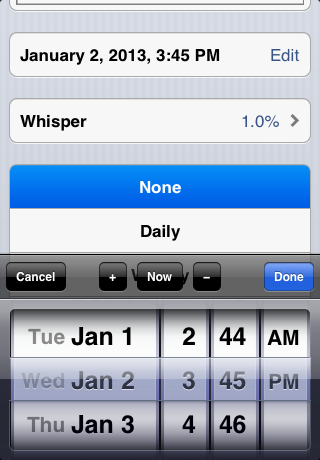 January 2, 2013, 3:45 PM Edit
Whisper 1.0%
None
Daily
Cancel + Now − Done
Tue Jan 1 2 44 AM
Wed Jan 2 3 45 PM
Thu Jan 3 4 46